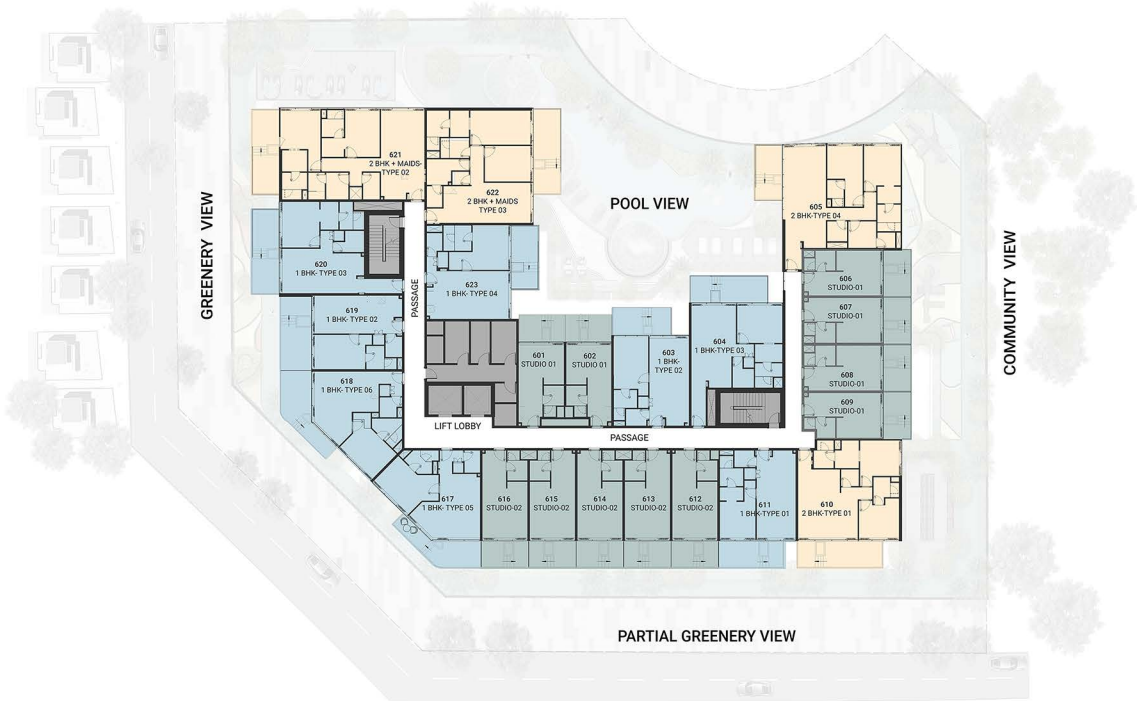 621
2 BHK + MAIDS-
TYPE 02
622
2 BHK + MAIDS
TYPE 03
POOL VIEW
605
2 BHK-TYPE 04
GREENERY VIEW
620
1 BHK- TYPE 03
PASSAGE
623
1 BHK- TYPE 04
606
STUDIO-01
607
STUDIO-01
COMMUNITY VIEW
619
1 BHK- TYPE 02
601
STUDIO 01
602
STUDIO 01
603
1 BHK-
TYPE 02
604
1 BHK-TYPE 03
608
STUDIO-01
609
STUDIO-01
618
1 BHK- TYPE 06
LIFT LOBBY
PASSAGE
617
1 BHK-TYPE 05
616
STUDIO-02
615
STUDIO-02
614
STUDIO-02
613
STUDIO-02
612
STUDIO-02
611
1 BHK-TYPE 01
610
2 BHK-TYPE 01
PARTIAL GREENERY VIEW